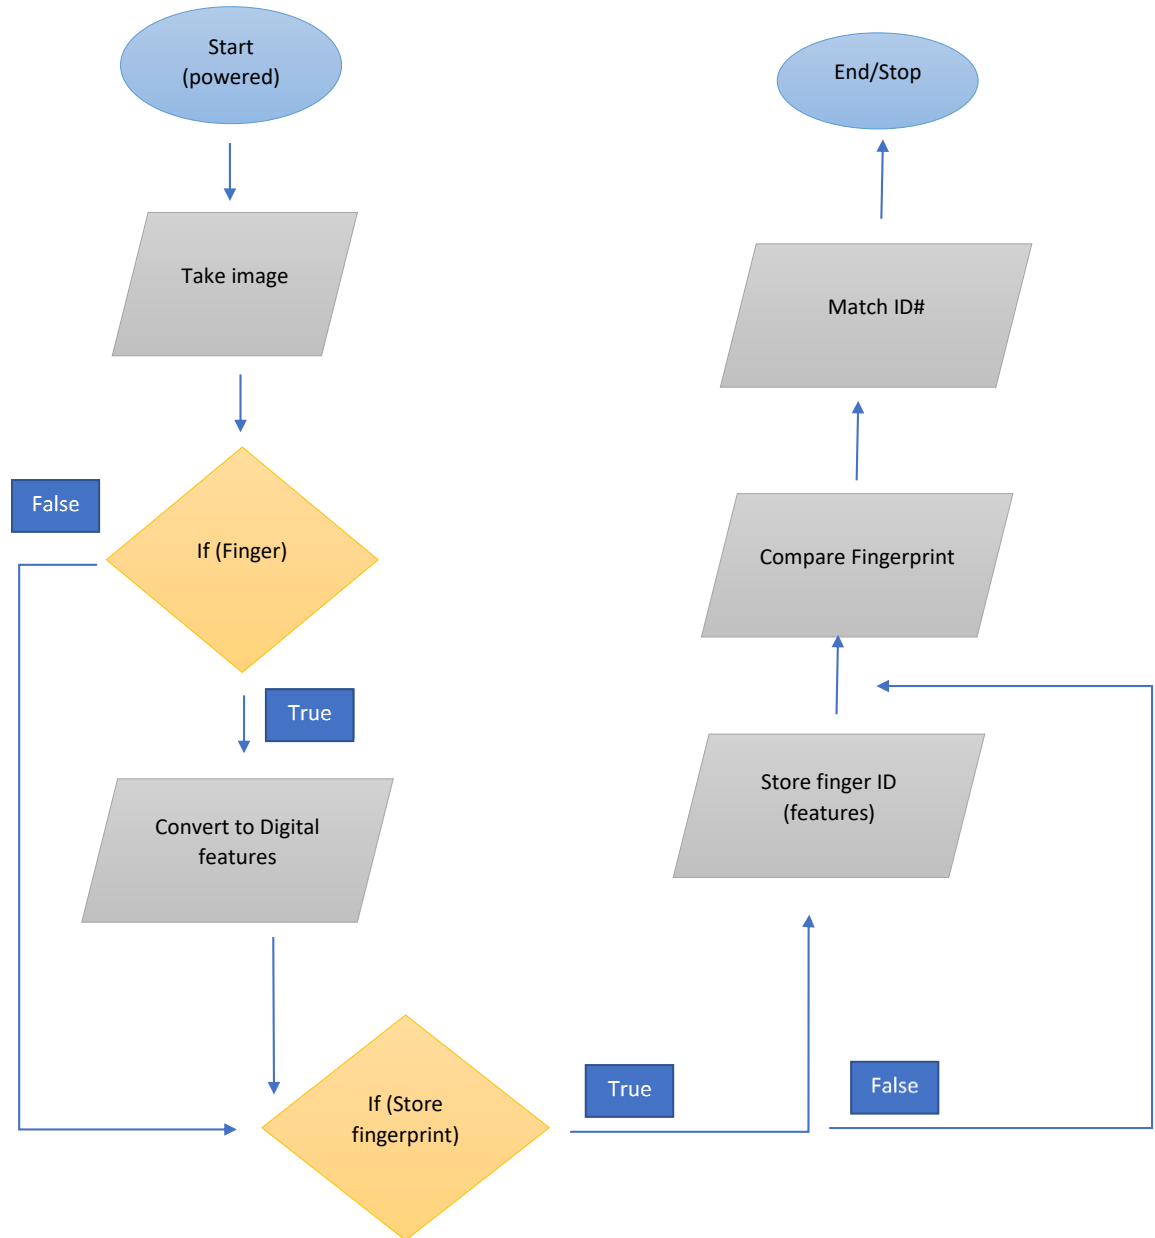 Start
(powered)
Take image
False
If (Finger)
True
Convert to Digital
features
If (Store
fingerprint)
True
False
Store finger ID
(features)
Compare Fingerprint
Match ID#
End/Stop